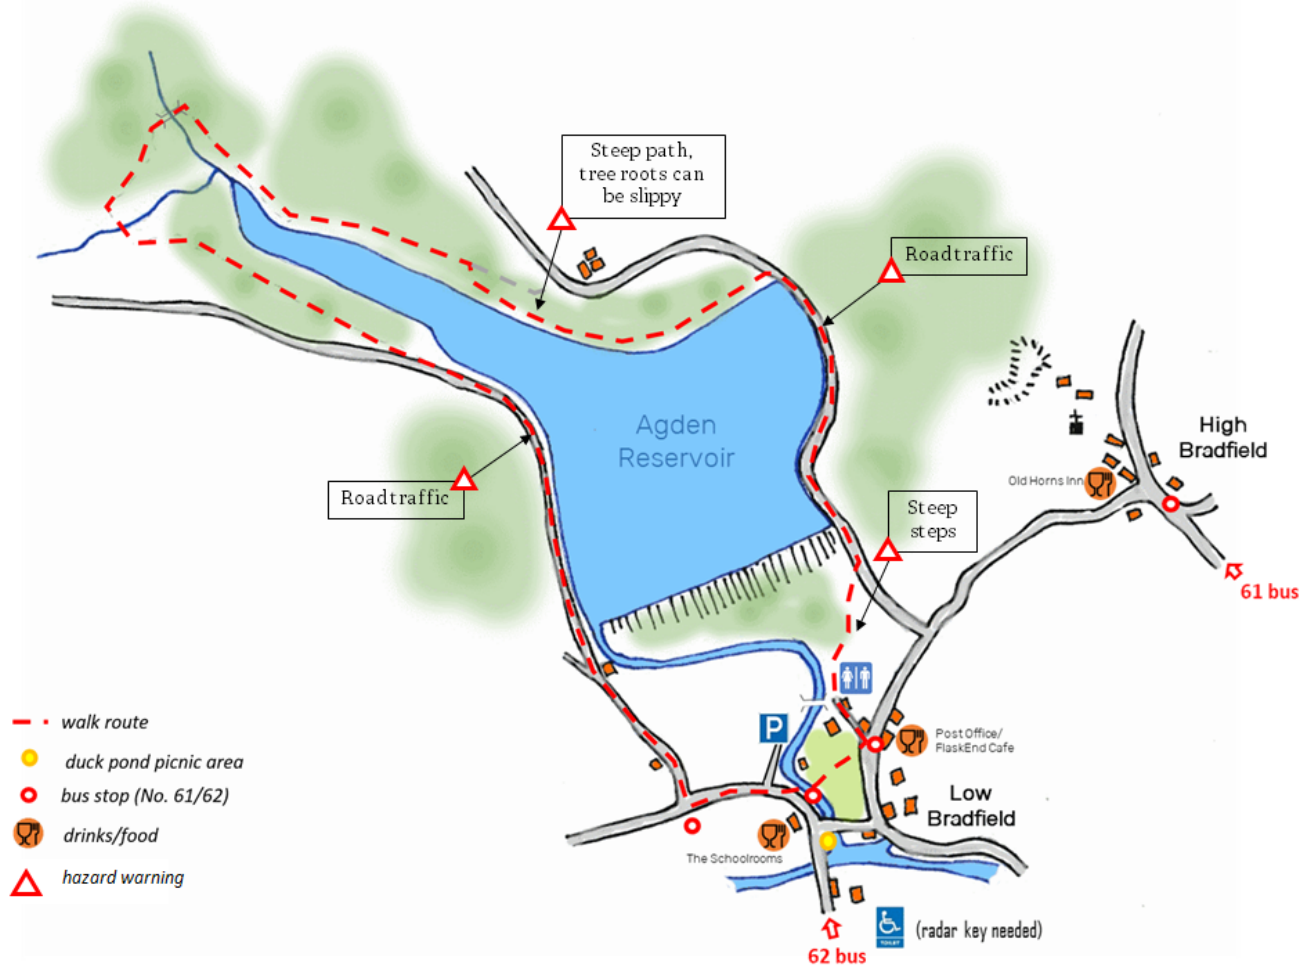 Steep path,
tree roots can
be slippy
Roadtraffic
Agden
Reservoir
High
Bradfield
Old Horns Inn
Roadtraffic
Steep
steps
61 bus
walk route
duck pond picnic area
bus stop (No. 61/62)
drinks/food
hazard warning
P
Post Office/
FlaskEnd Cafe
Low
Bradfield
The Schoolrooms
TOILET
(radar key needed)
62 bus